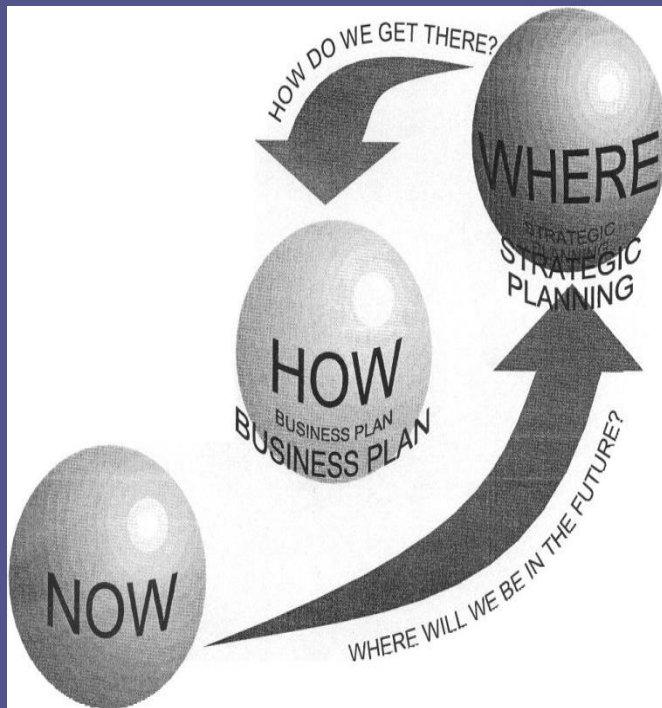 HOW DO WE GET THERE?
WHERE
STRATEGIC
PLANNING
STRATEGIC
PLANNING
HOW
BUSINESS PLAN
BUSINESS PLAN
NOW
WHERE WILL WE BE IN THE FUTURE?